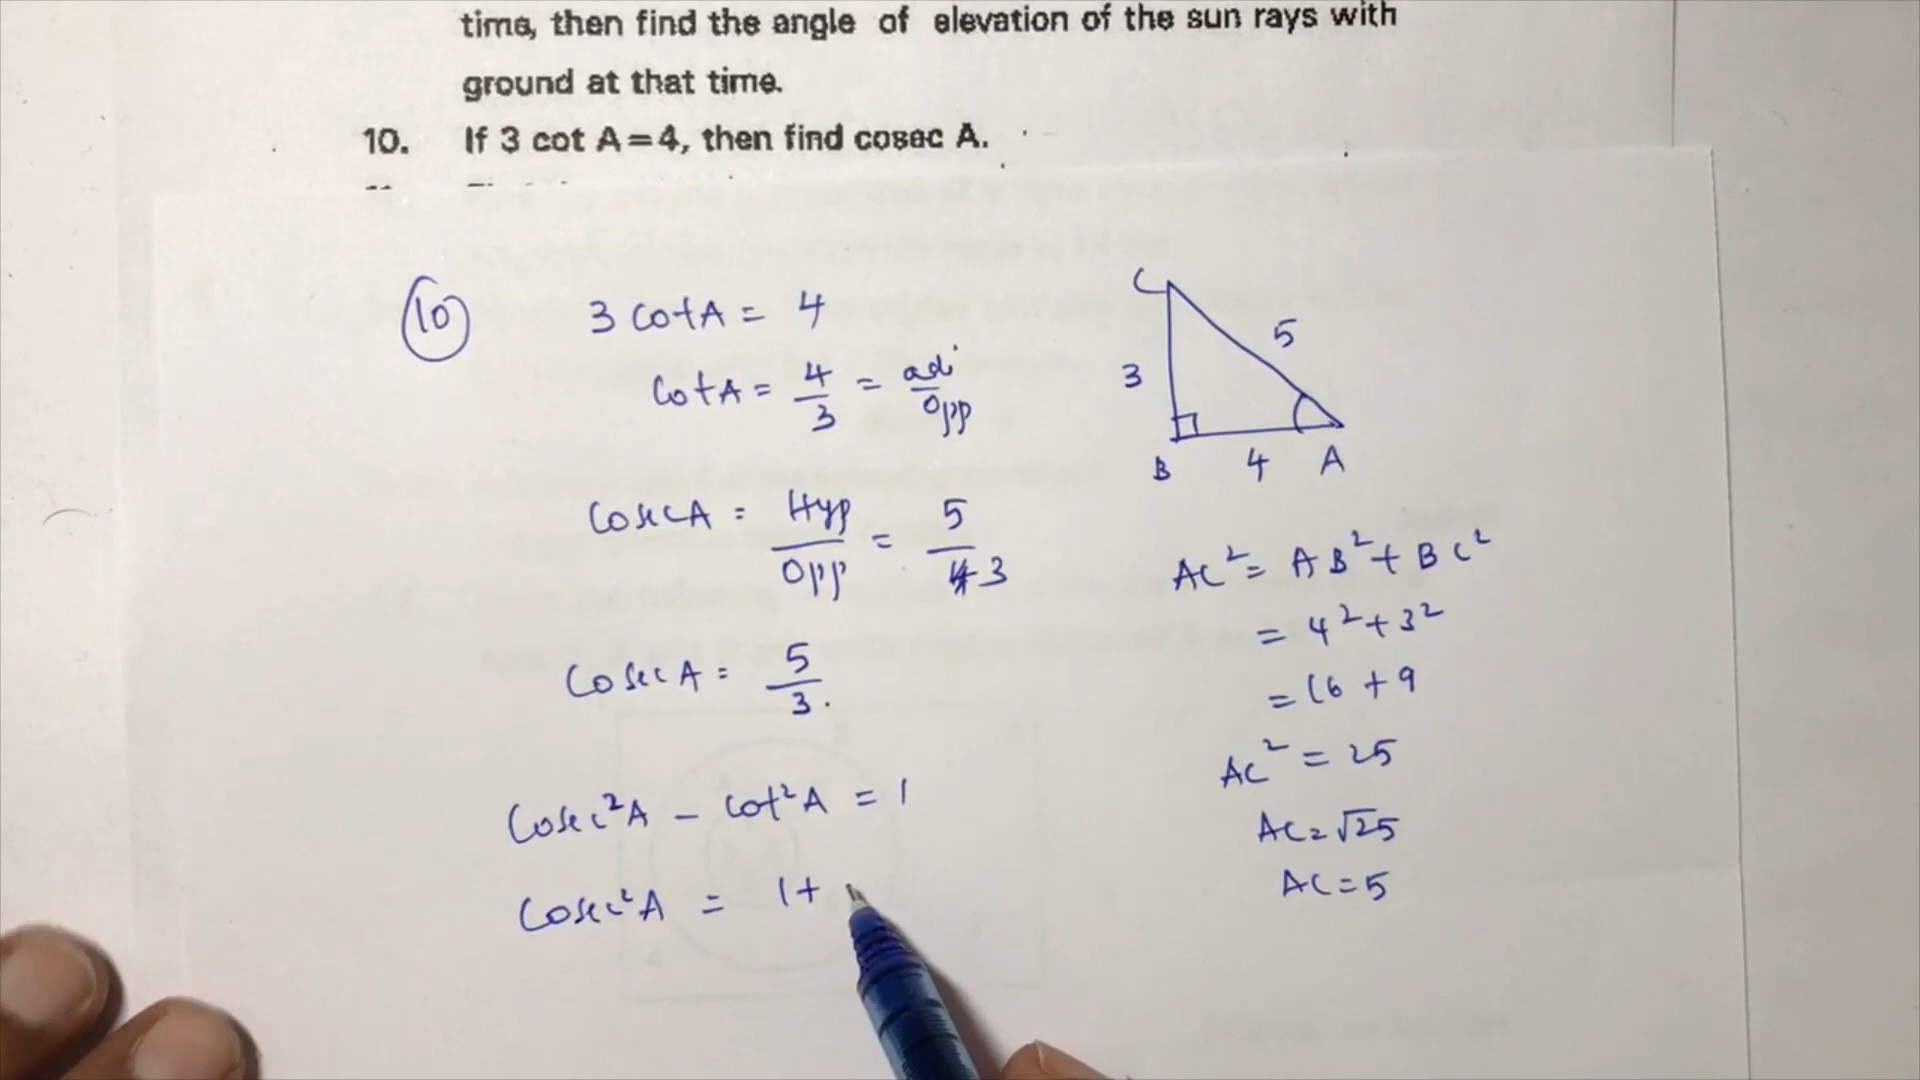 time, then find the angle of elevation of the sun rays with
ground at that time.
10. If 3 cot A=4, then find cosec A.
10
3 cotA = 4
cotA = 4/3 = adj/opp
cosecA = Hyp/opp = 5/3
cosecA = 5/3.
cosec²A - cot²A = 1
cosec²A = 1+
C
5
3
B 4 A
AC² = AB²+BC²
= 4²+3²
= 16 + 9
AC² = 25
AC = √25
AC = 5